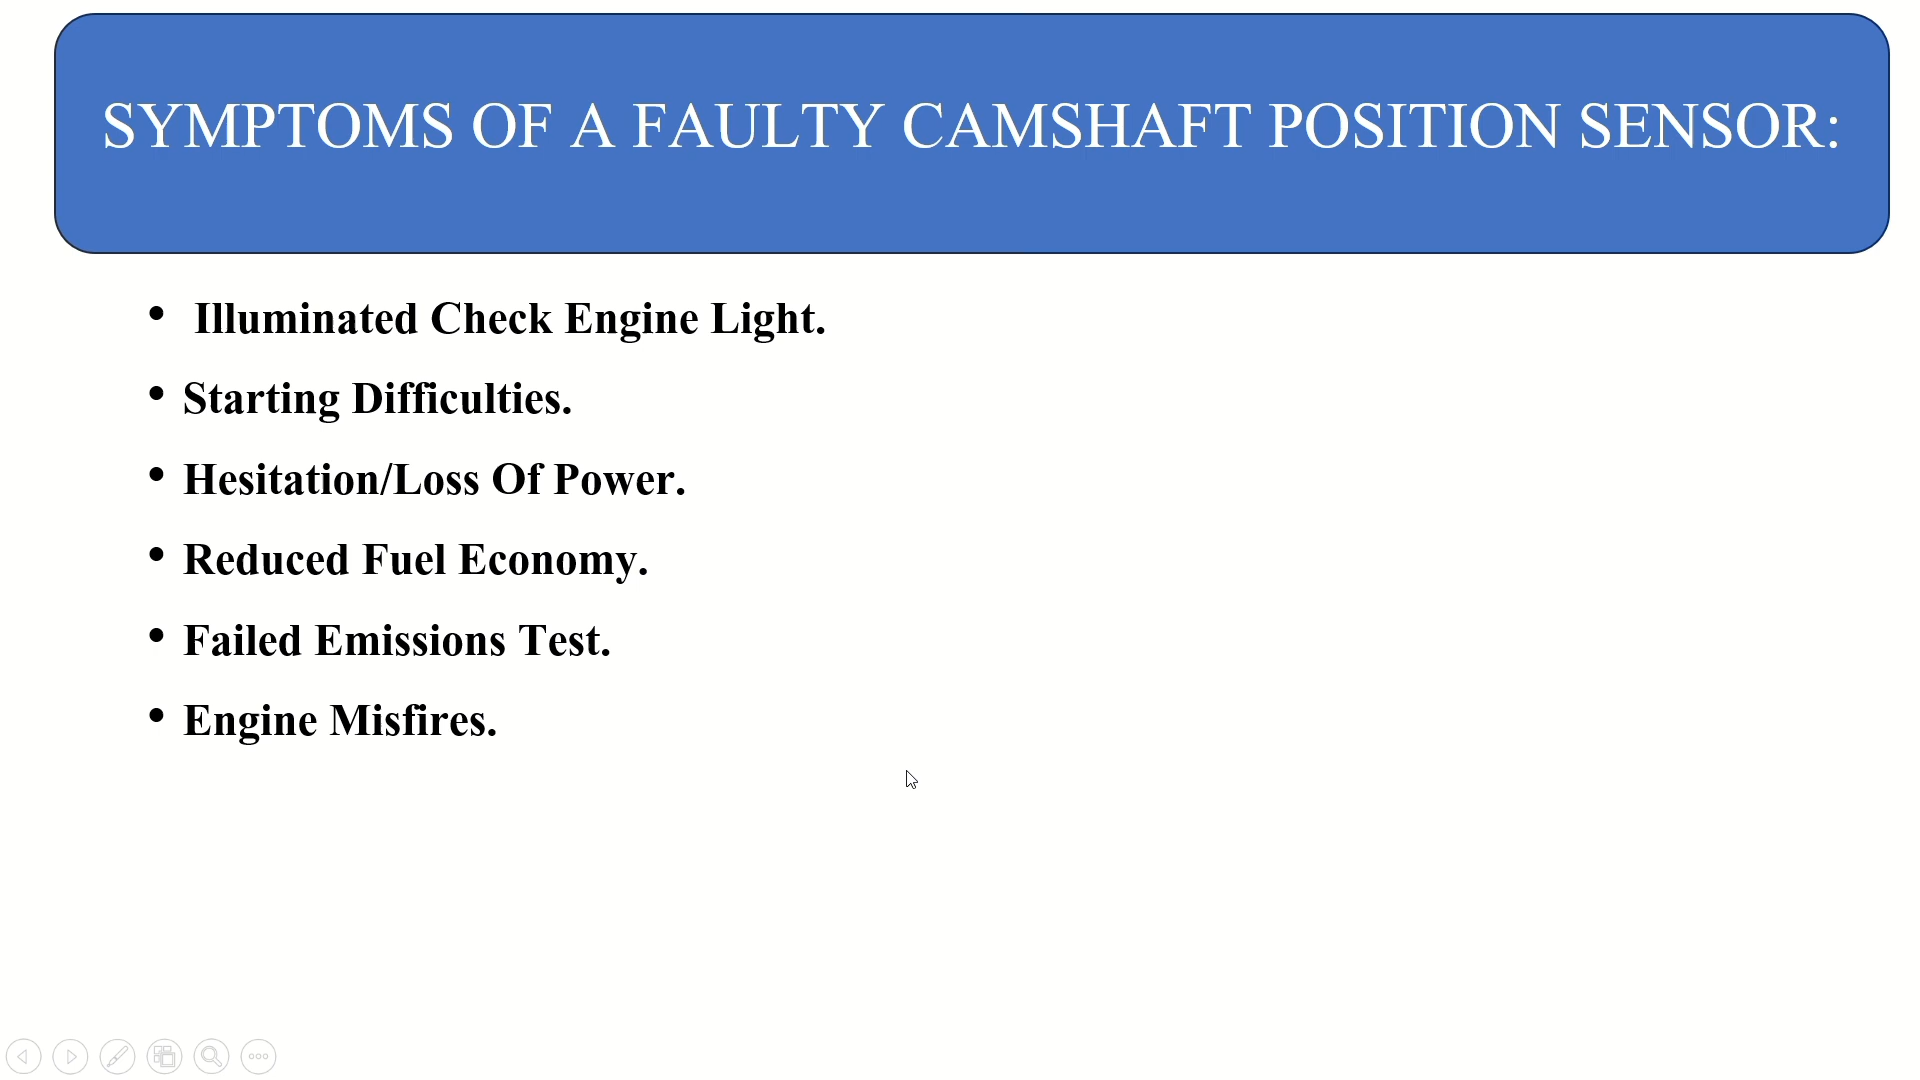 SYMPTOMS OF A FAULTY CAMSHAFT POSITION SENSOR:
• Illuminated Check Engine Light.
• Starting Difficulties.
• Hesitation/Loss Of Power.
• Reduced Fuel Economy.
• Failed Emissions Test.
• Engine Misfires.